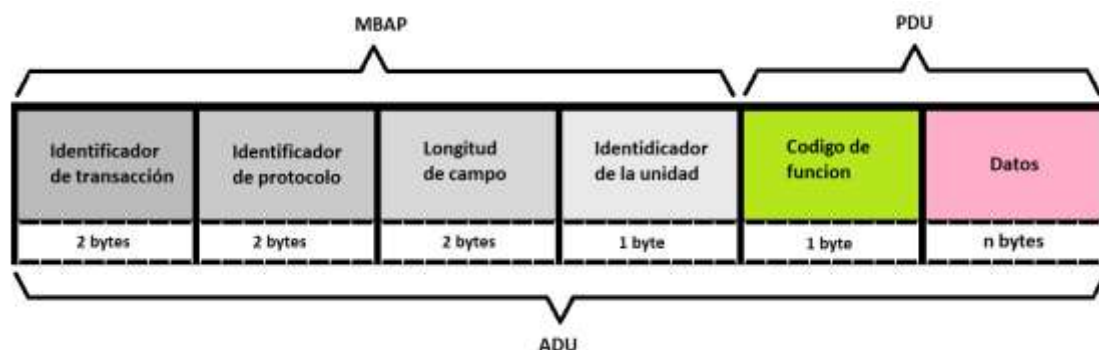 MBAP
PDU
Identificador
de transacción
Identificador
de protocolo
Longitud
de campo
Identidicador
de la unidad
Codigo de
funcion
Datos
2 bytes
2 bytes
2 bytes
1 byte
1 byte
n bytes
ADU